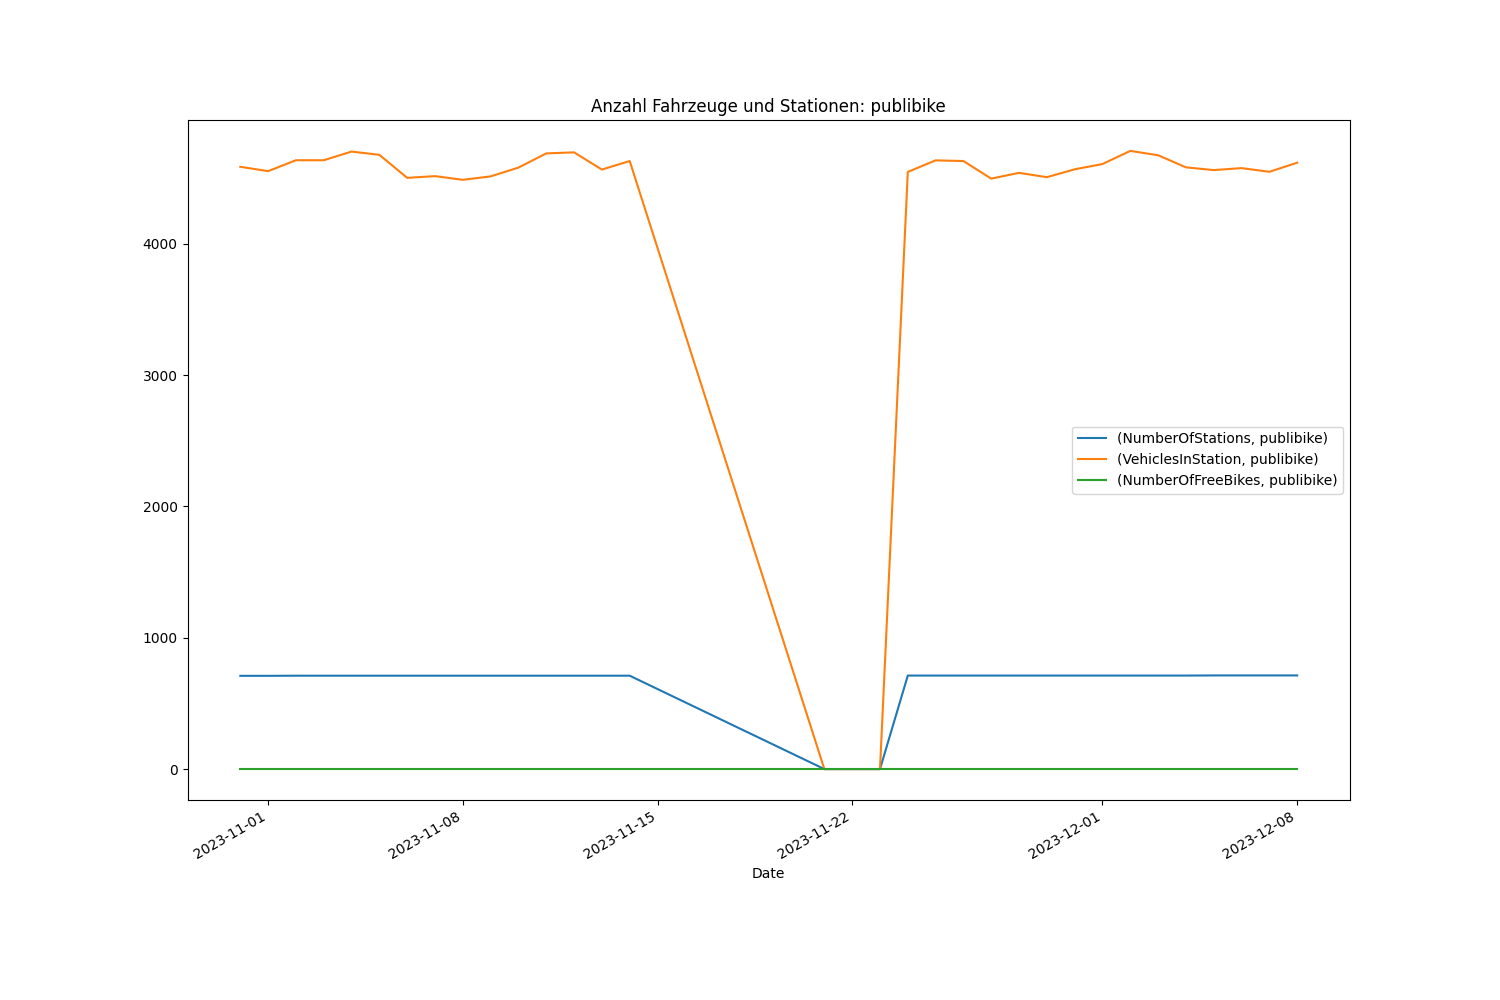 Anzahl Fahrzeuge und Stationen: publibike
4000
3000
2000
1000
0
(NumberOfStations, publibike)
(VehiclesInStation, publibike)
(NumberOfFreeBikes, publibike)
2023-11-01
2023-11-08
2023-11-15
2023-11-22
2023-12-01
2023-12-08
Date